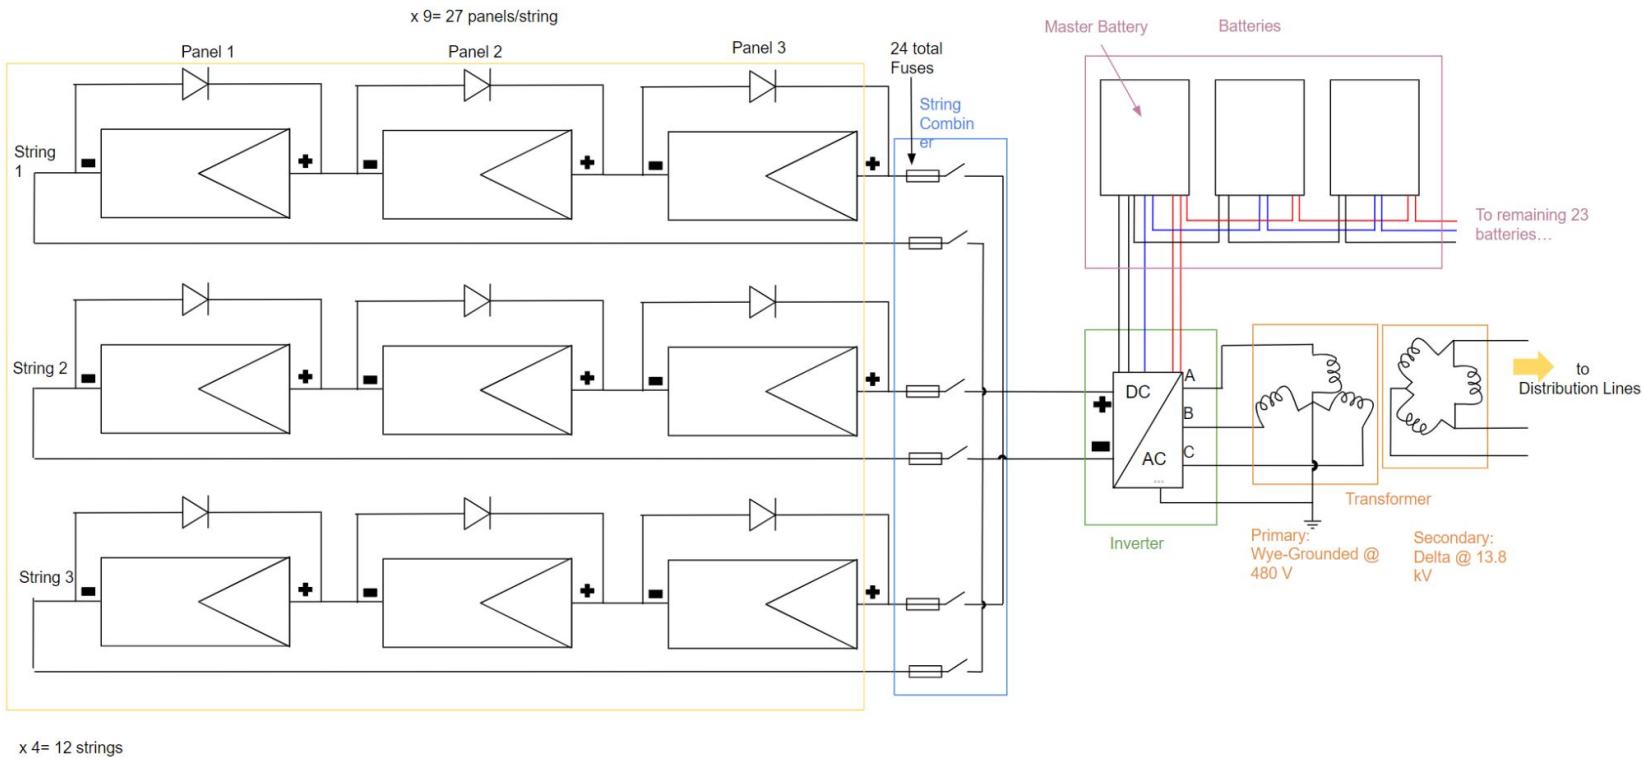 x 9= 27 panels/string
Panel 1
Panel 2
Panel 3
24 total
Fuses
String
Combin
er
Master Battery
Batteries
String
1
To remaining 23
batteries…
String 2
DC
AC
...
A
B
C
to
Distribution Lines
Transformer
Inverter
Primary:
Wye-Grounded @
480 V
Secondary:
Delta @ 13.8
kV
String 3
x 4= 12 strings